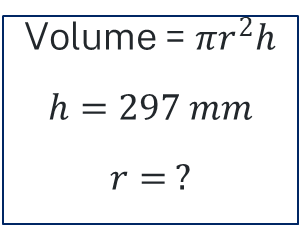 Volume = πr²h
h = 297 mm
r = ?